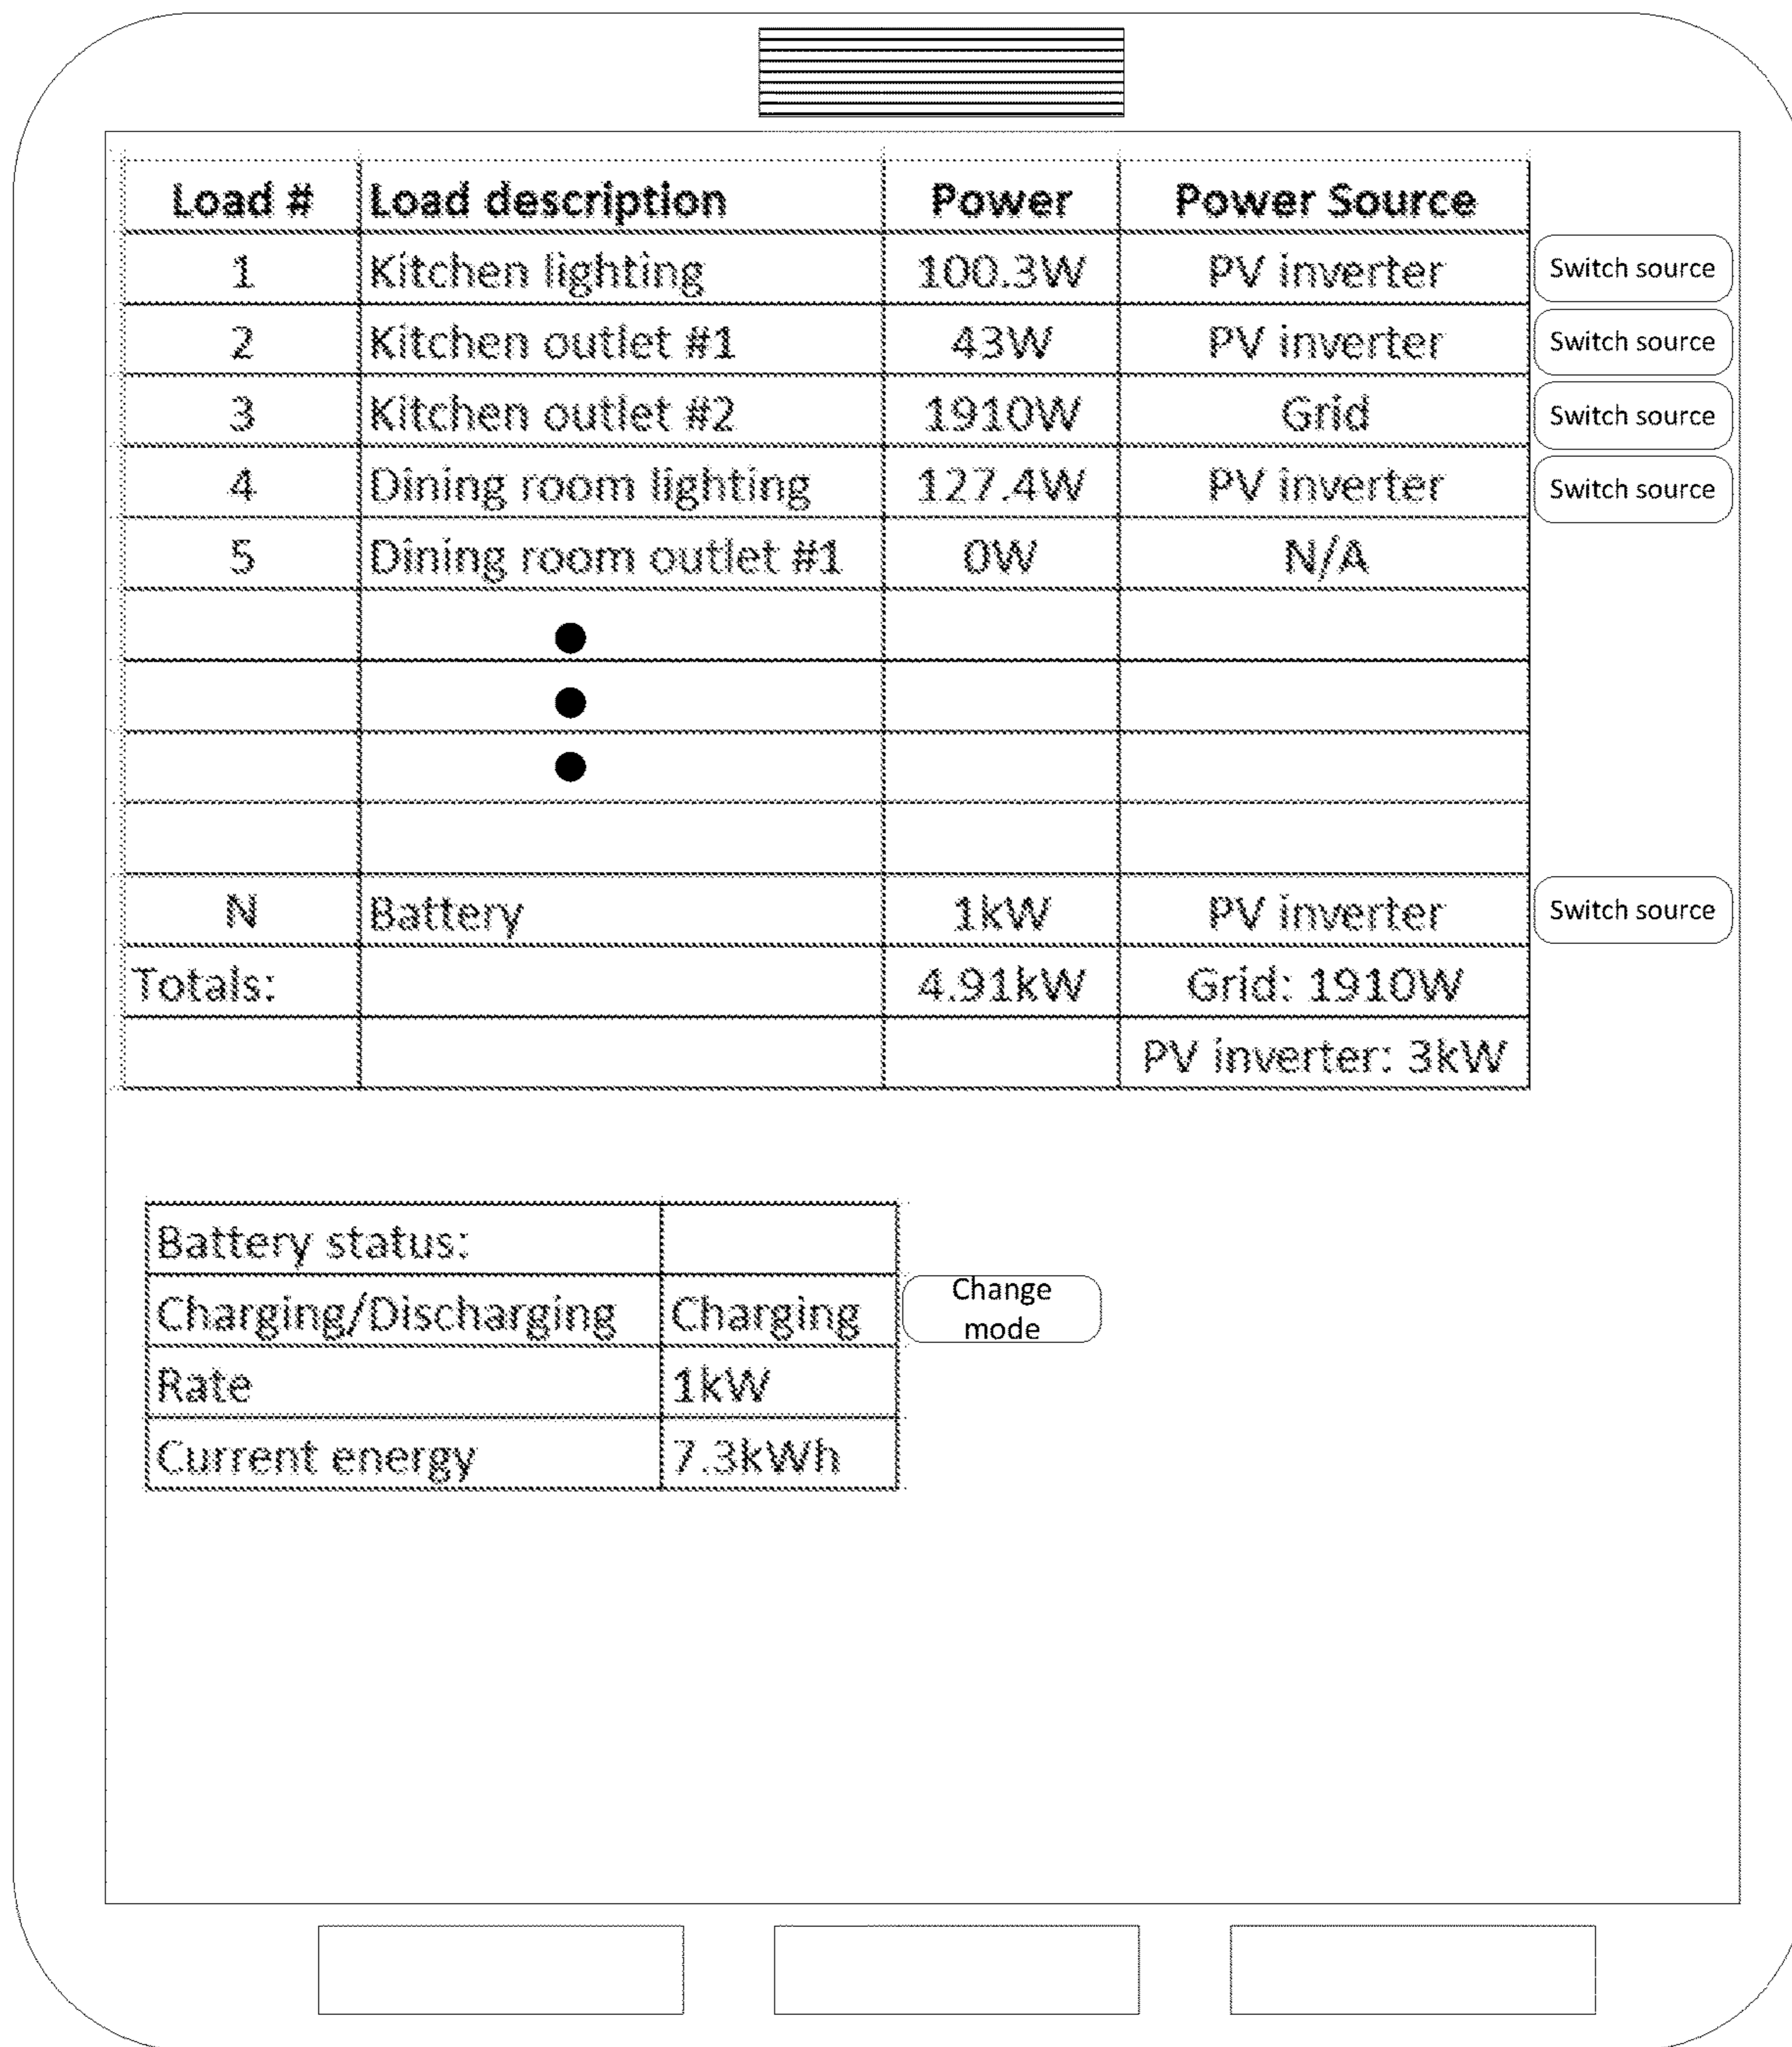 Load # Load description Power Power Source
1 Kitchen lighting 100.3W PV inverter Switch source
2 Kitchen outlet #1 43W PV inverter Switch source
3 Kitchen outlet #2 1910W Grid Switch source
4 Dining room lighting 127.4W PV inverter Switch source
5 Dining room outlet #1 0W N/A
N Battery 1kW PV inverter Switch source
Totals: 4.91kW Grid: 1910W
PV inverter: 3kW
Battery status:
Charging/Discharging Charging Change mode
Rate 1kW
Current energy 7.3kWh